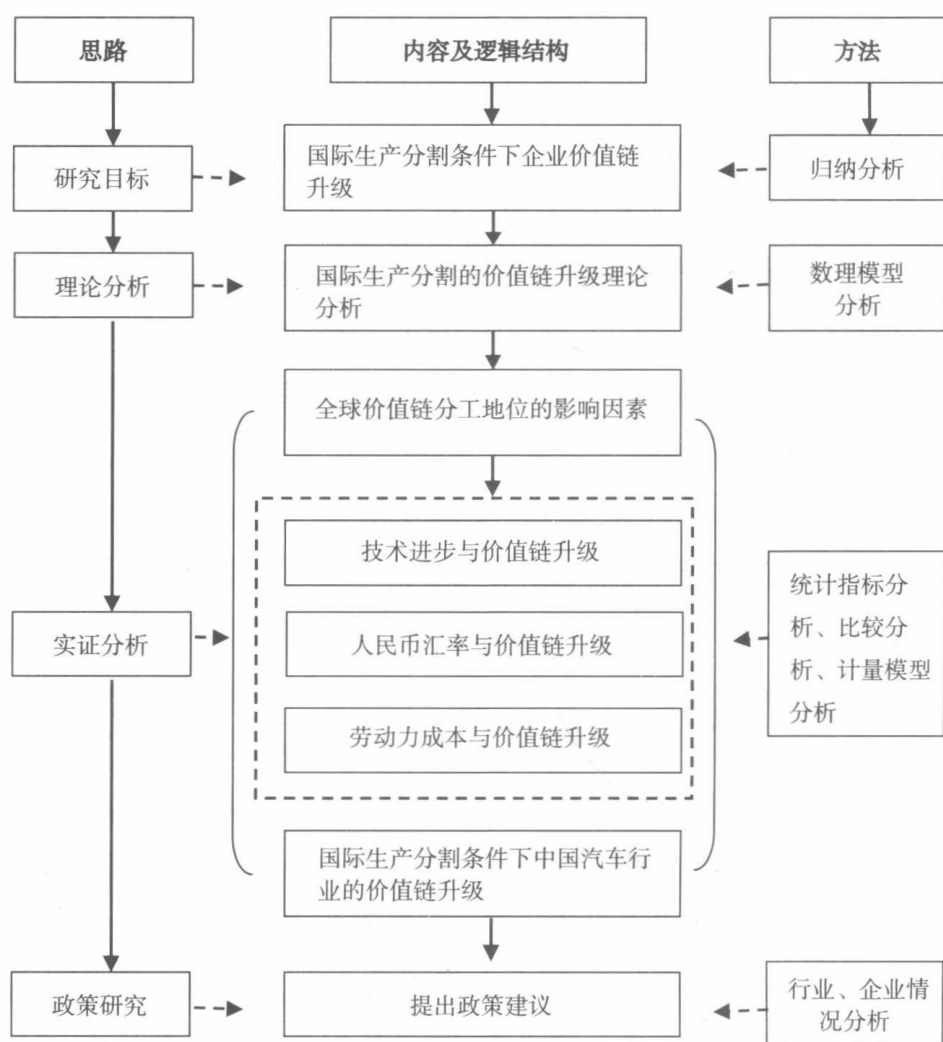 思路
内容及逻辑结构
方法
研究目标
国际生产分割条件下企业价值链
升级
归纳分析
理论分析
国际生产分割的价值链升级理论
分析
数理模型
分析
全球价值链分工地位的影响因素
技术进步与价值链升级
人民币汇率与价值链升级
劳动力成本与价值链升级
实证分析
统计指标分
析、比较分
析、计量模型
分析
国际生产分割条件下中国汽车行
业的价值链升级
政策研究
提出政策建议
行业、企业情
况分析